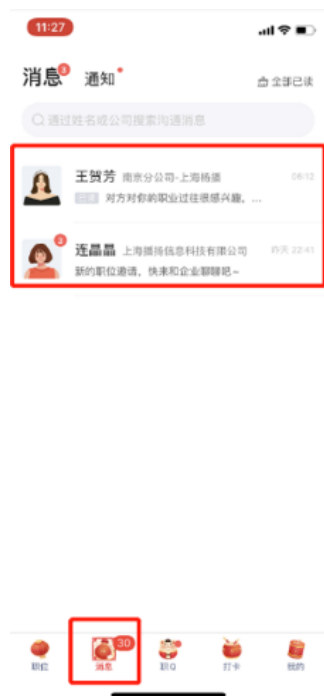 11:27
消息 3 通知
全部已读
通过姓名或公司搜索沟通消息
王贺芳 南京分公司-上海杨播 08:12
对方对你的职业过往很感兴趣，...
连晶晶 上海播扬信息科技有限公司 昨天 22:41
新的职位邀请，快来和企业聊聊吧~
30
职位 消息 职Q 打卡 我的